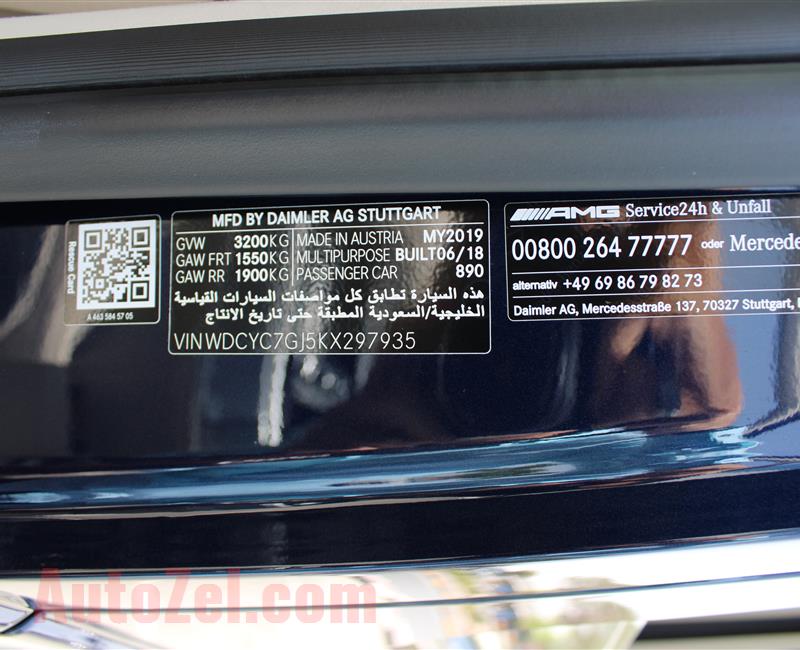 Rescue Card
A 463 584 57 05
MFD BY DAIMLER AG STUTTGART
GVW 3200KG MADE IN AUSTRIA MY2019
GAW FRT 1550KG MULTIPURPOSE BUILT06/18
GAW RR 1900KG PASSENGER CAR 890
هذه السيارة تطابق كل مواصفات السيارات القياسية
الخليجية/السعودية المطبقة حتى تاريخ الانتاج
VIN WDCYC7GJ5KX297935
AMG Service24h & Unfall
00800 264 77777 oder Mercede
alternativ +49 69 86 79 82 73
Daimler AG, Mercedesstraße 137, 70327 Stuttgart,
AutoZel.com